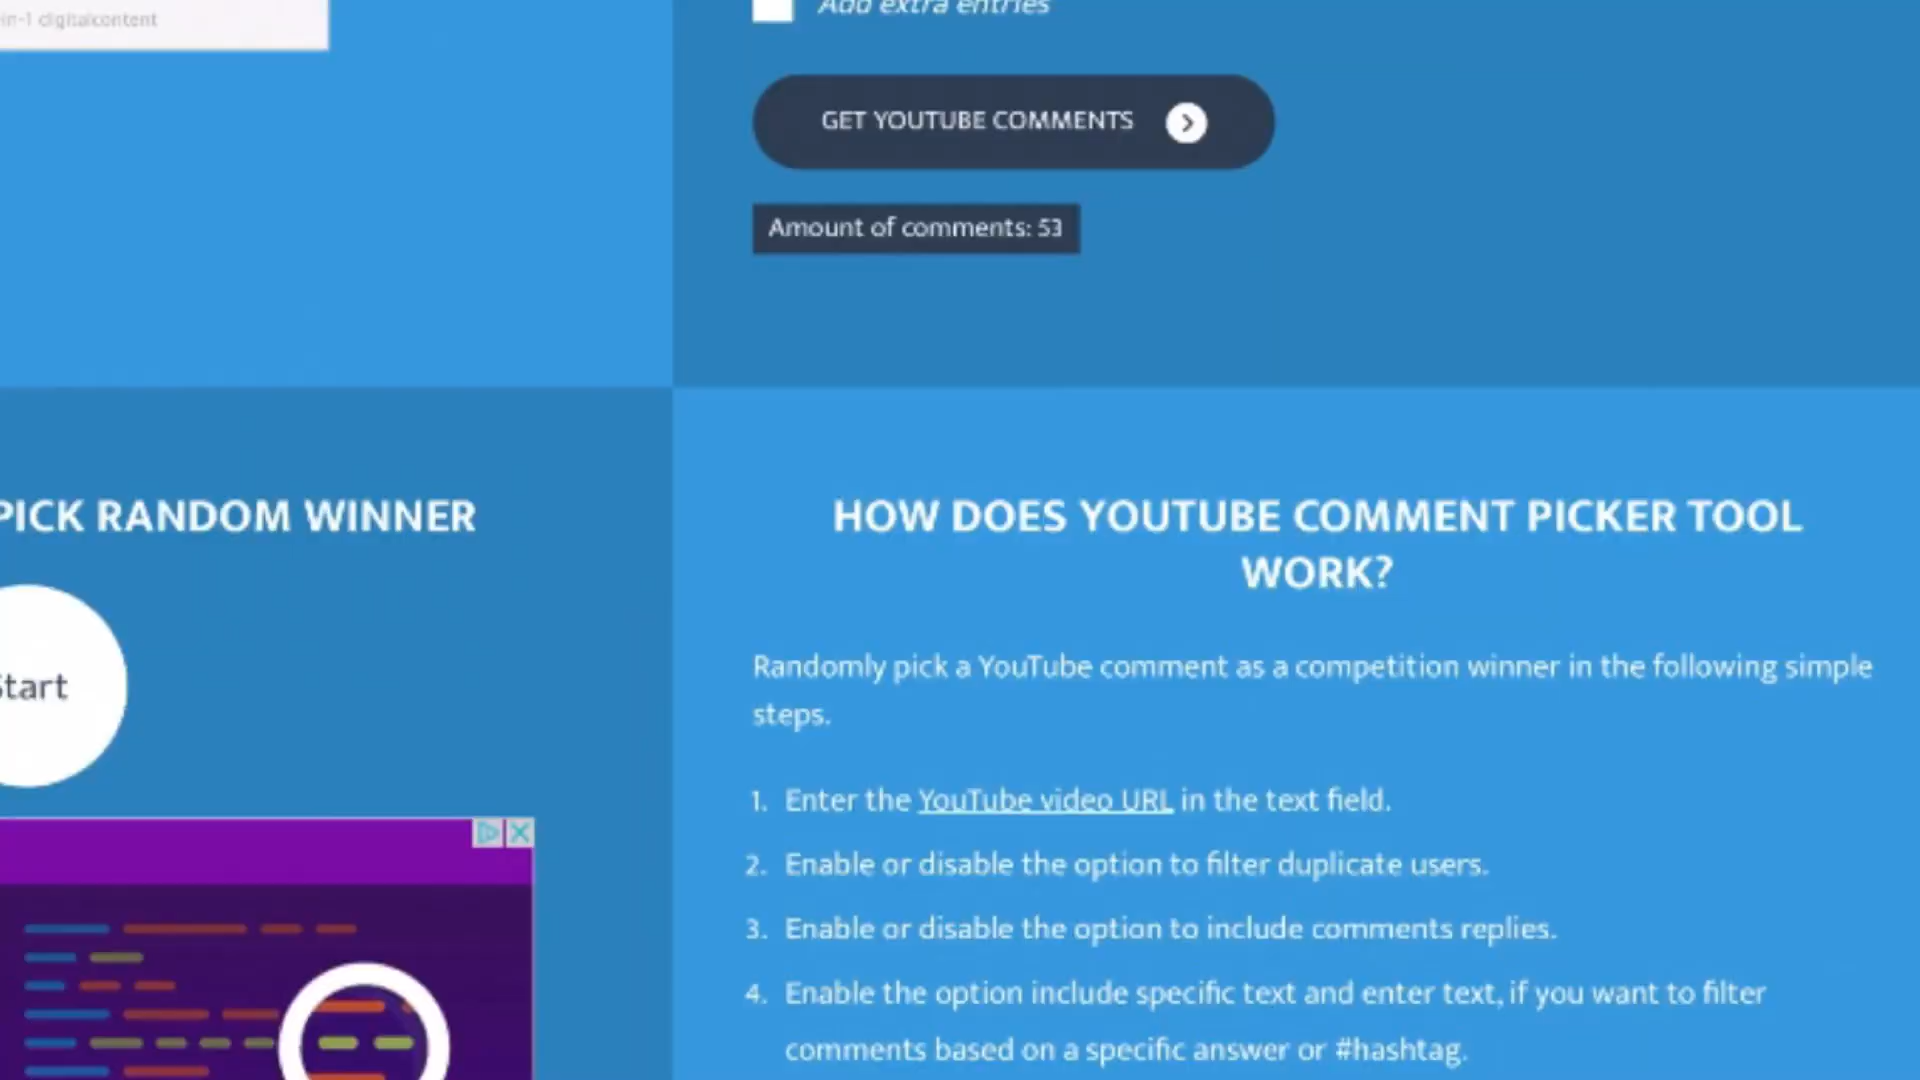 in-1 digitalcontent
Add extra entries
GET YOUTUBE COMMENTS
Amount of comments: 53
PICK RANDOM WINNER
Start
HOW DOES YOUTUBE COMMENT PICKER TOOL
WORK?
Randomly pick a YouTube comment as a competition winner in the following simple
steps.
1. Enter the YouTube video URL in the text field.
2. Enable or disable the option to filter duplicate users.
3. Enable or disable the option to include comments replies.
4. Enable the option include specific text and enter text, if you want to filter
comments based on a specific answer or #hashtag.